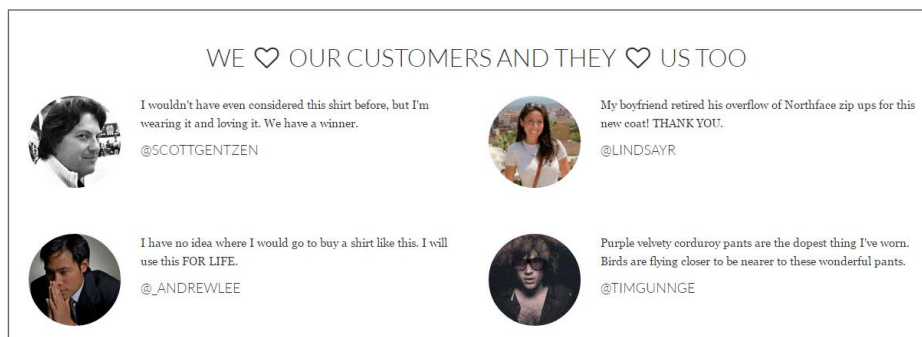 WE ♡ OUR CUSTOMERS AND THEY ♡ US TOO
I wouldn't have even considered this shirt before, but I'm
wearing it and loving it. We have a winner.
@SCOTTGENTZEN
My boyfriend retired his overflow of Northface zip ups for this
new coat! THANK YOU.
@LINDSAYR
I have no idea where I would go to buy a shirt like this. I will
use this FOR LIFE.
@_ANDREWLEE
Purple velvety corduroy pants are the dopest thing I've worn.
Birds are flying closer to be nearer to these wonderful pants.
@TIMGUNNGE